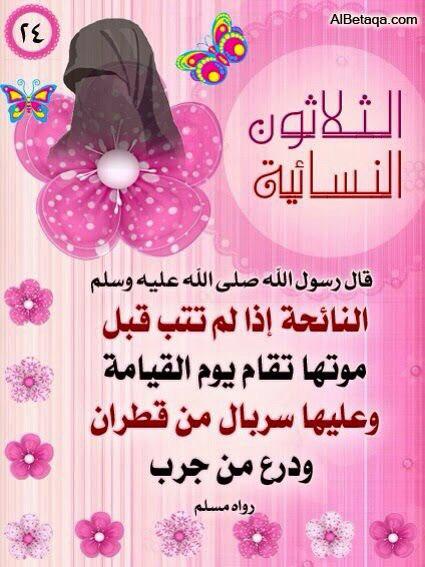 AlBetaqa.com
٢٤
الثلاثون
النسائية
قال رسول الله صلى الله عليه وسلم
النائحة إذا لم تتب قبل
موتها تقام يوم القيامة
وعليها سربال من قطران
ودرع من جرب
رواه مسلم